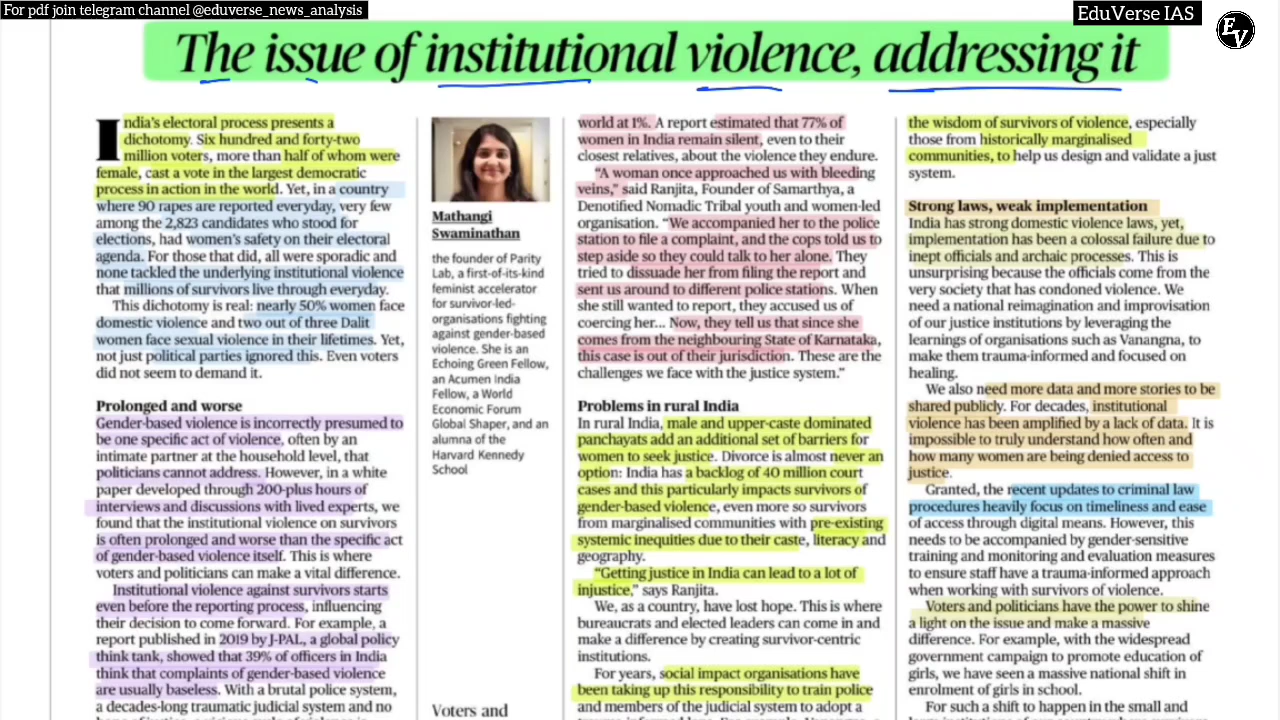 For pdf join telegram channel @eduverse_news_analysis
EduVerse IAS
EV
The issue of institutional violence, addressing it
India's electoral process presents a
dichotomy. Six hundred and forty-two
million voters, more than half of whom were
female, cast a vote in the largest democratic
process in action in the world. Yet, in a country
where 90 rapes are reported everyday, very few
among the 2,823 candidates who stood for
elections, had women's safety on their electoral
agenda. For those that did, all were sporadic and
none tackled the underlying institutional violence
that millions of survivors live through everyday.
This dichotomy is real: nearly 50% women face
domestic violence and two out of three Dalit
women face sexual violence in their lifetimes. Yet,
not just political parties ignored this. Even voters
did not seem to demand it.
Prolonged and worse
Gender-based violence is incorrectly presumed to
be one specific act of violence, often by an
intimate partner at the household level, that
politicians cannot address. However, in a white
paper developed through 200-plus hours of
interviews and discussions with lived experts, we
found that the institutional violence on survivors
is often prolonged and worse than the specific act
of gender-based violence itself. This is where
voters and politicians can make a vital difference.
Institutional violence against survivors starts
even before the reporting process, influencing
their decision to come forward. For example, a
report published in 2019 by J-PAL, a global policy
think tank, showed that 39% of officers in India
think that complaints of gender-based violence
are usually baseless. With a brutal police system,
a decades-long traumatic judicial system and no
Mathangi
Swaminathan
the founder of Parity
Lab, a first-of-its-kind
feminist accelerator
for survivor-led-
organisations fighting
against gender-based
violence. She is an
Echoing Green Fellow,
an Acumen India
Fellow, a World
Economic Forum
Global Shaper, and an
alumna of the
Harvard Kennedy
School
Voters and
world at 1%. A report estimated that 77% of
women in India remain silent, even to their
closest relatives, about the violence they endure.
"A woman once approached us with bleeding
veins," said Ranjita, Founder of Samarthya, a
Denotified Nomadic Tribal youth and women-led
organisation. "We accompanied her to the police
station to file a complaint, and the cops told us to
step aside so they could talk to her alone. They
tried to dissuade her from filing the report and
sent us around to different police stations. When
she still wanted to report, they accused us of
coercing her... Now, they tell us that since she
comes from the neighbouring State of Karnataka,
this case is out of their jurisdiction. These are the
challenges we face with the justice system."
Problems in rural India
In rural India, male and upper-caste dominated
panchayats add an additional set of barriers for
women to seek justice. Divorce is almost never an
option: India has a backlog of 40 million court
cases and this particularly impacts survivors of
gender-based violence, even more so survivors
from marginalised communities with pre-existing
systemic inequities due to their caste, literacy and
geography.
"Getting justice in India can lead to a lot of
injustice," says Ranjita.
We, as a country, have lost hope. This is where
bureaucrats and elected leaders can come in and
make a difference by creating survivor-centric
institutions.
For years, social impact organisations have
been taking up this responsibility to train police
and members of the judicial system to adopt a
the wisdom of survivors of violence, especially
those from historically marginalised
communities, to help us design and validate a just
system.
Strong laws, weak implementation
India has strong domestic violence laws, yet,
implementation has been a colossal failure due to
inept officials and archaic processes. This is
unsurprising because the officials come from the
very society that has condoned violence. We
need a national reimagination and improvisation
of our justice institutions by leveraging the
learnings of organisations such as Vanangna, to
make them trauma-informed and focused on
healing.
We also need more data and more stories to be
shared publicly. For decades, institutional
violence has been amplified by a lack of data. It is
impossible to truly understand how often and
how many women are being denied access to
justice.
Granted, the recent updates to criminal law
procedures heavily focus on timeliness and ease
of access through digital means. However, this
needs to be accompanied by gender-sensitive
training and monitoring and evaluation measures
to ensure staff have a trauma-informed approach
when working with survivors of violence.
Voters and politicians have the power to shine
a light on the issue and make a massive
difference. For example, with the widespread
government campaign to promote education of
girls, we have seen a massive national shift in
enrolment of girls in school.
For such a shift to happen in the small and